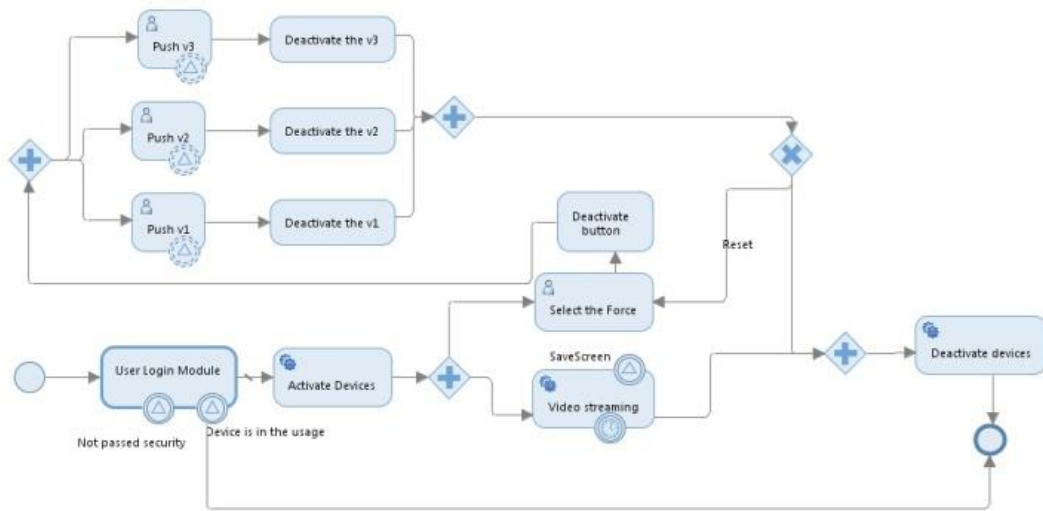 Push v3
Deactivate the v3
Push v2
Deactivate the v2
Push v1
Deactivate the v1
Deactivate
button
Reset
Select the Force
SaveScreen
User Login Module
Activate Devices
Video streaming
Deactivate devices
Not passed security
Device is in the usage